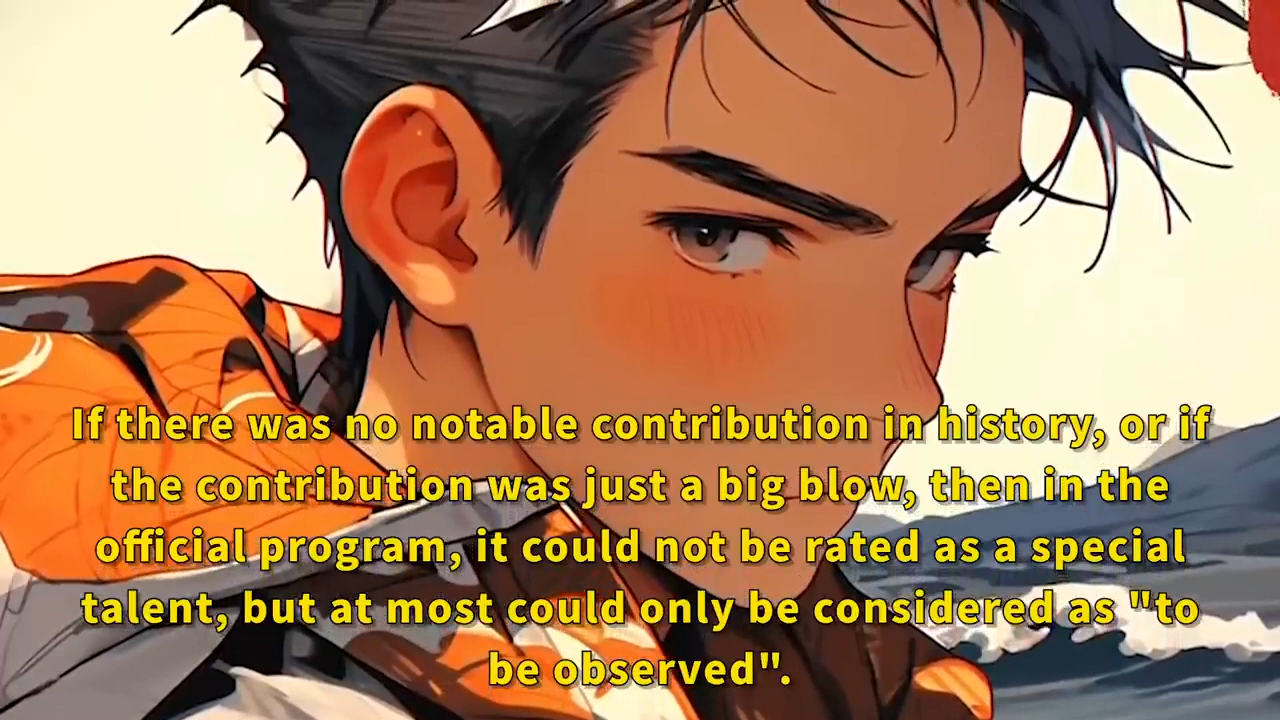 If there was no notable contribution in history, or if
the contribution was just a big blow, then in the
official program, it could not be rated as a special
talent, but at most could only be considered as "to
be observed".